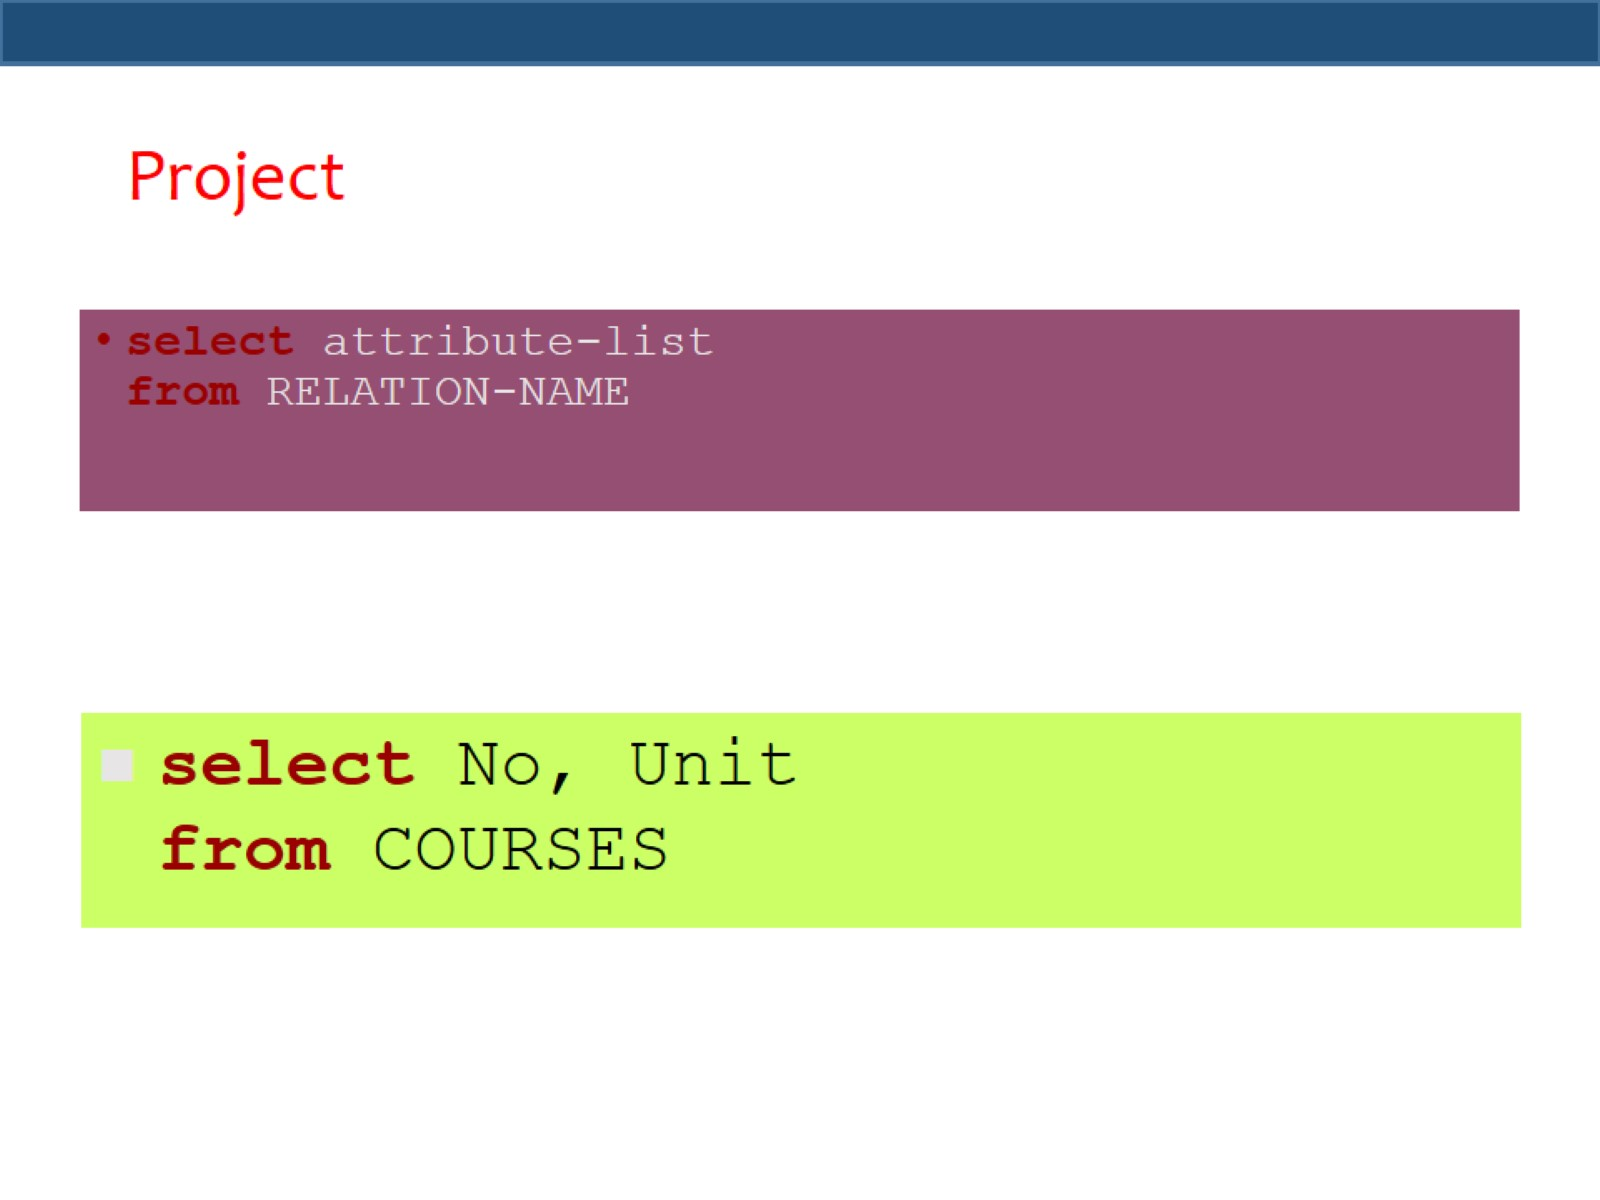 Project
• select attribute-list
from RELATION-NAME
■ select No, Unit
from COURSES